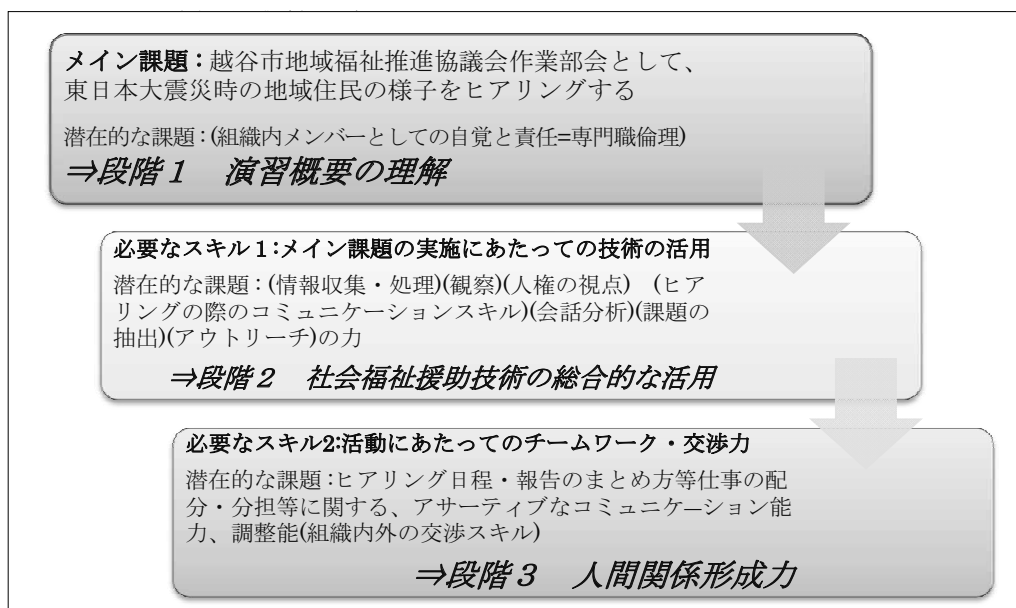 メイン課題：越谷市地域福祉推進協議会作業部会として、
東日本大震災時の地域住民の様子をヒアリングする
潜在的な課題：(組織内メンバーとしての自覚と責任=専門職倫理)
⇒段階１　演習概要の理解
必要なスキル１:メイン課題の実施にあたっての技術の活用
潜在的な課題：(情報収集・処理)(観察)(人権の視点)　(ヒア
リングの際のコミュニケーションスキル)(会話分析)(課題の
抽出)(アウトリーチ)の力
⇒段階２　社会福祉援助技術の総合的な活用
必要なスキル2:活動にあたってのチームワーク・交渉力
潜在的な課題：ヒアリング日程・報告のまとめ方等仕事の配
分・分担等に関する、アサーティブなコミュニケ―ション能
力、調整能(組織内外の交渉スキル)
⇒段階３　人間関係形成力